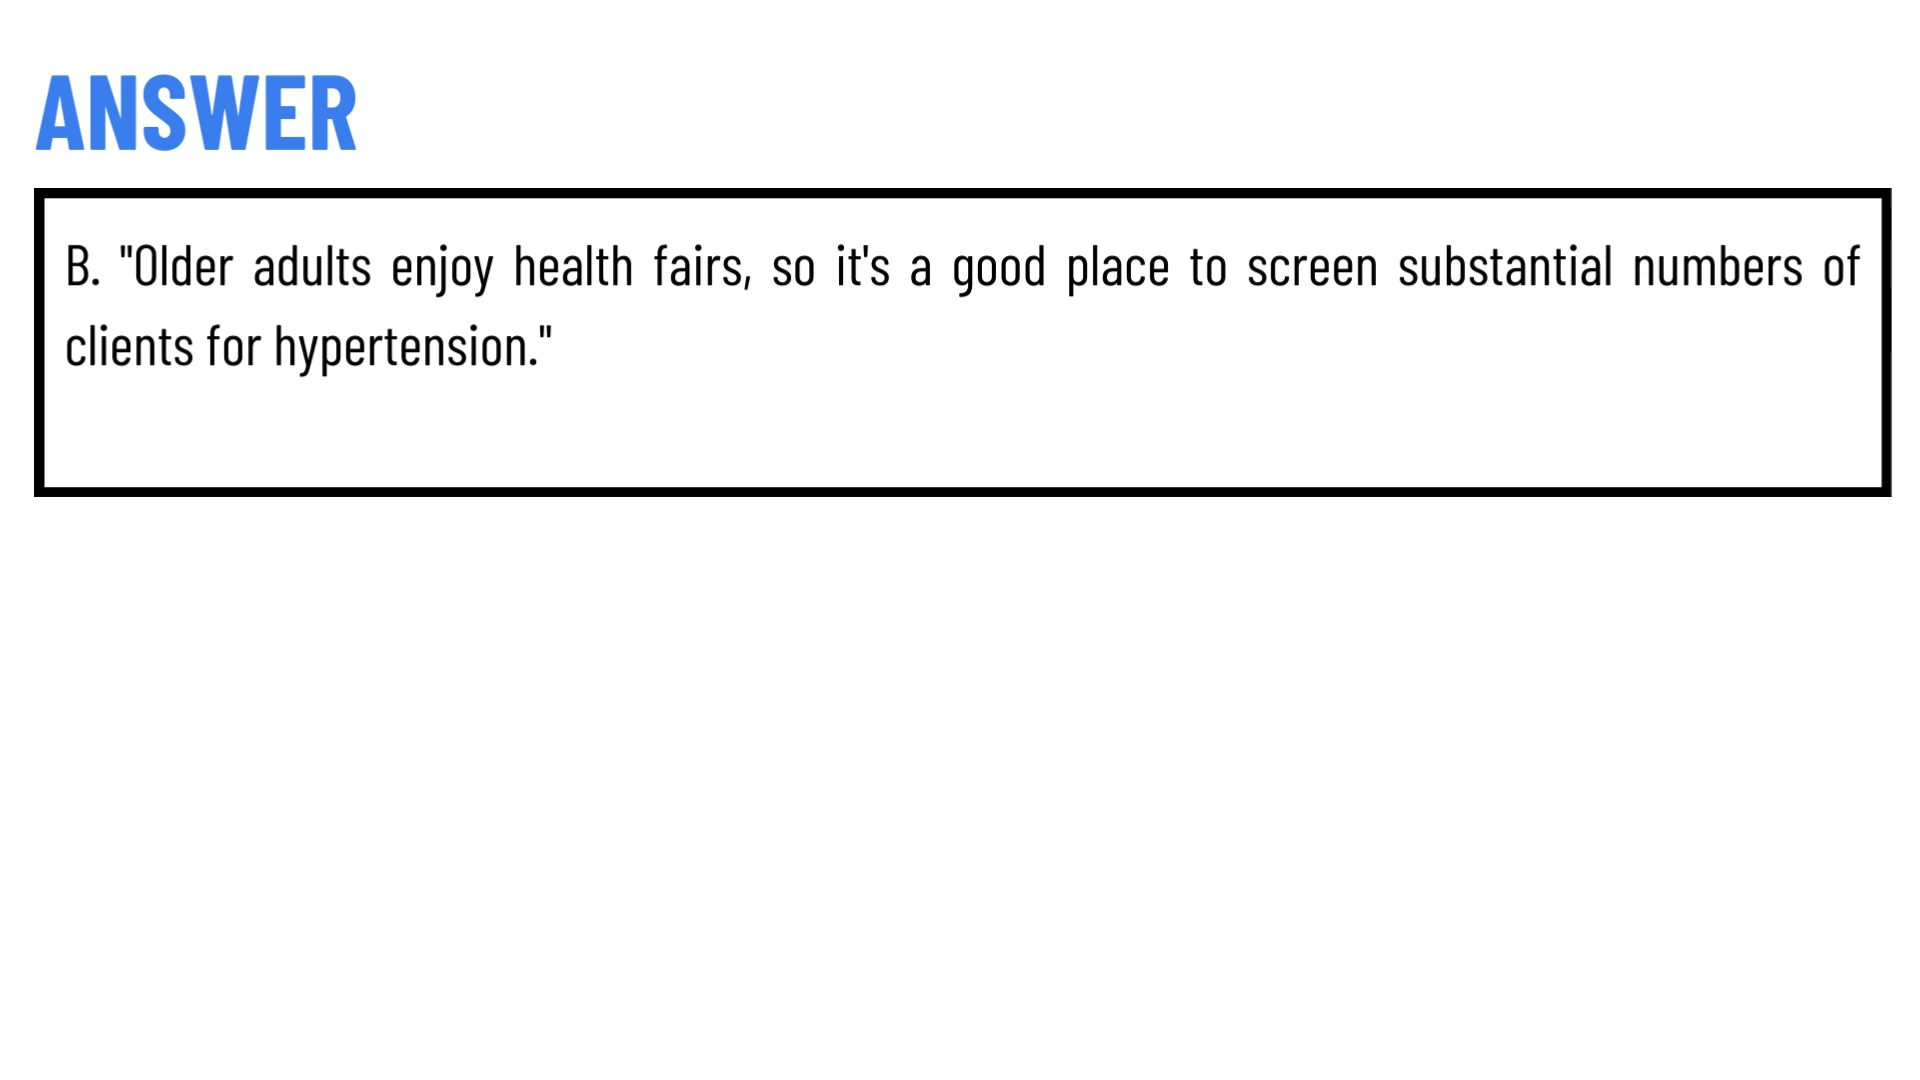 ANSWER
B. "Older adults enjoy health fairs, so it's a good place to screen substantial numbers of
clients for hypertension."